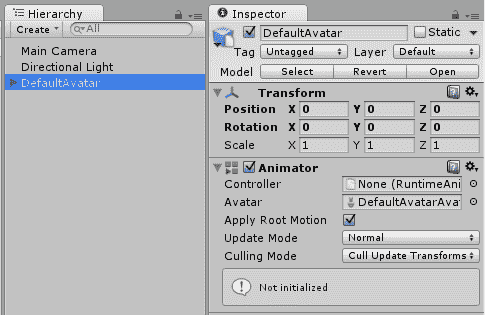 Hierarchy
Create
All
Main Camera
Directional Light
DefaultAvatar
Inspector
DefaultAvatar
Static
Tag Untagged Layer Default
Model Select Revert Open
Transform
Position X 0 Y 0 Z 0
Rotation X 0 Y 0 Z 0
Scale X 1 Y 1 Z 1
Animator
Controller None (RuntimeAni
Avatar DefaultAvatarAvat
Apply Root Motion
Update Mode Normal
Culling Mode Cull Update Transforms
Not initialized